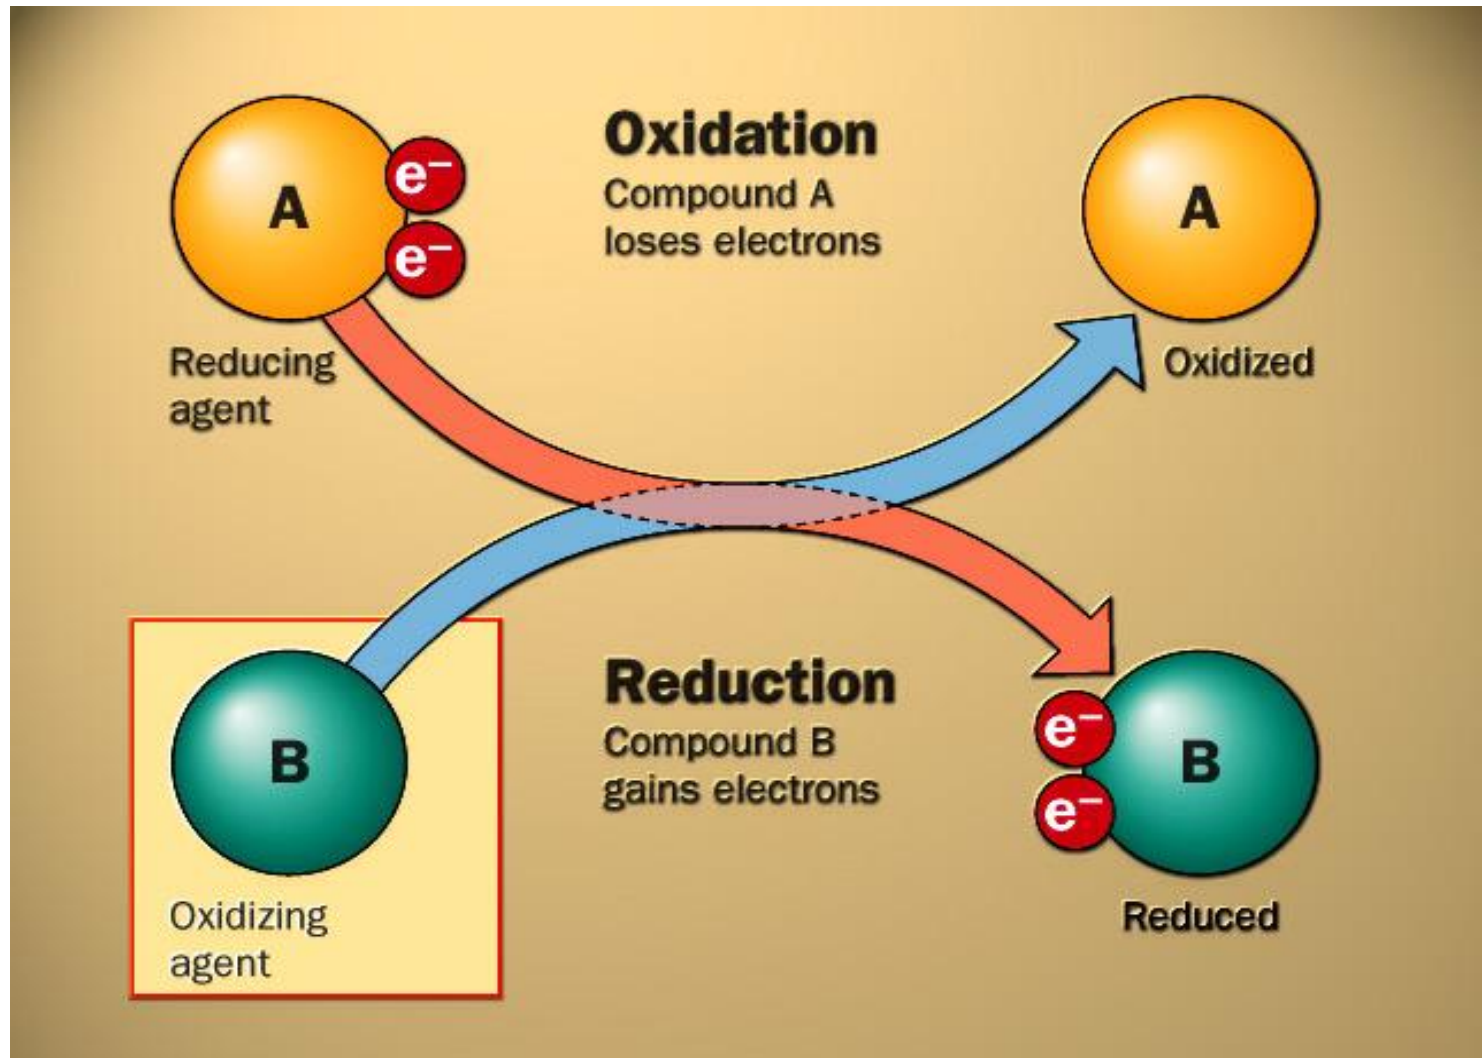 A
e⁻
e⁻
Reducing
agent
Oxidation
Compound A
loses electrons
A
Oxidized
B
Oxidizing
agent
Reduction
Compound B
gains electrons
e⁻
e⁻
B
Reduced